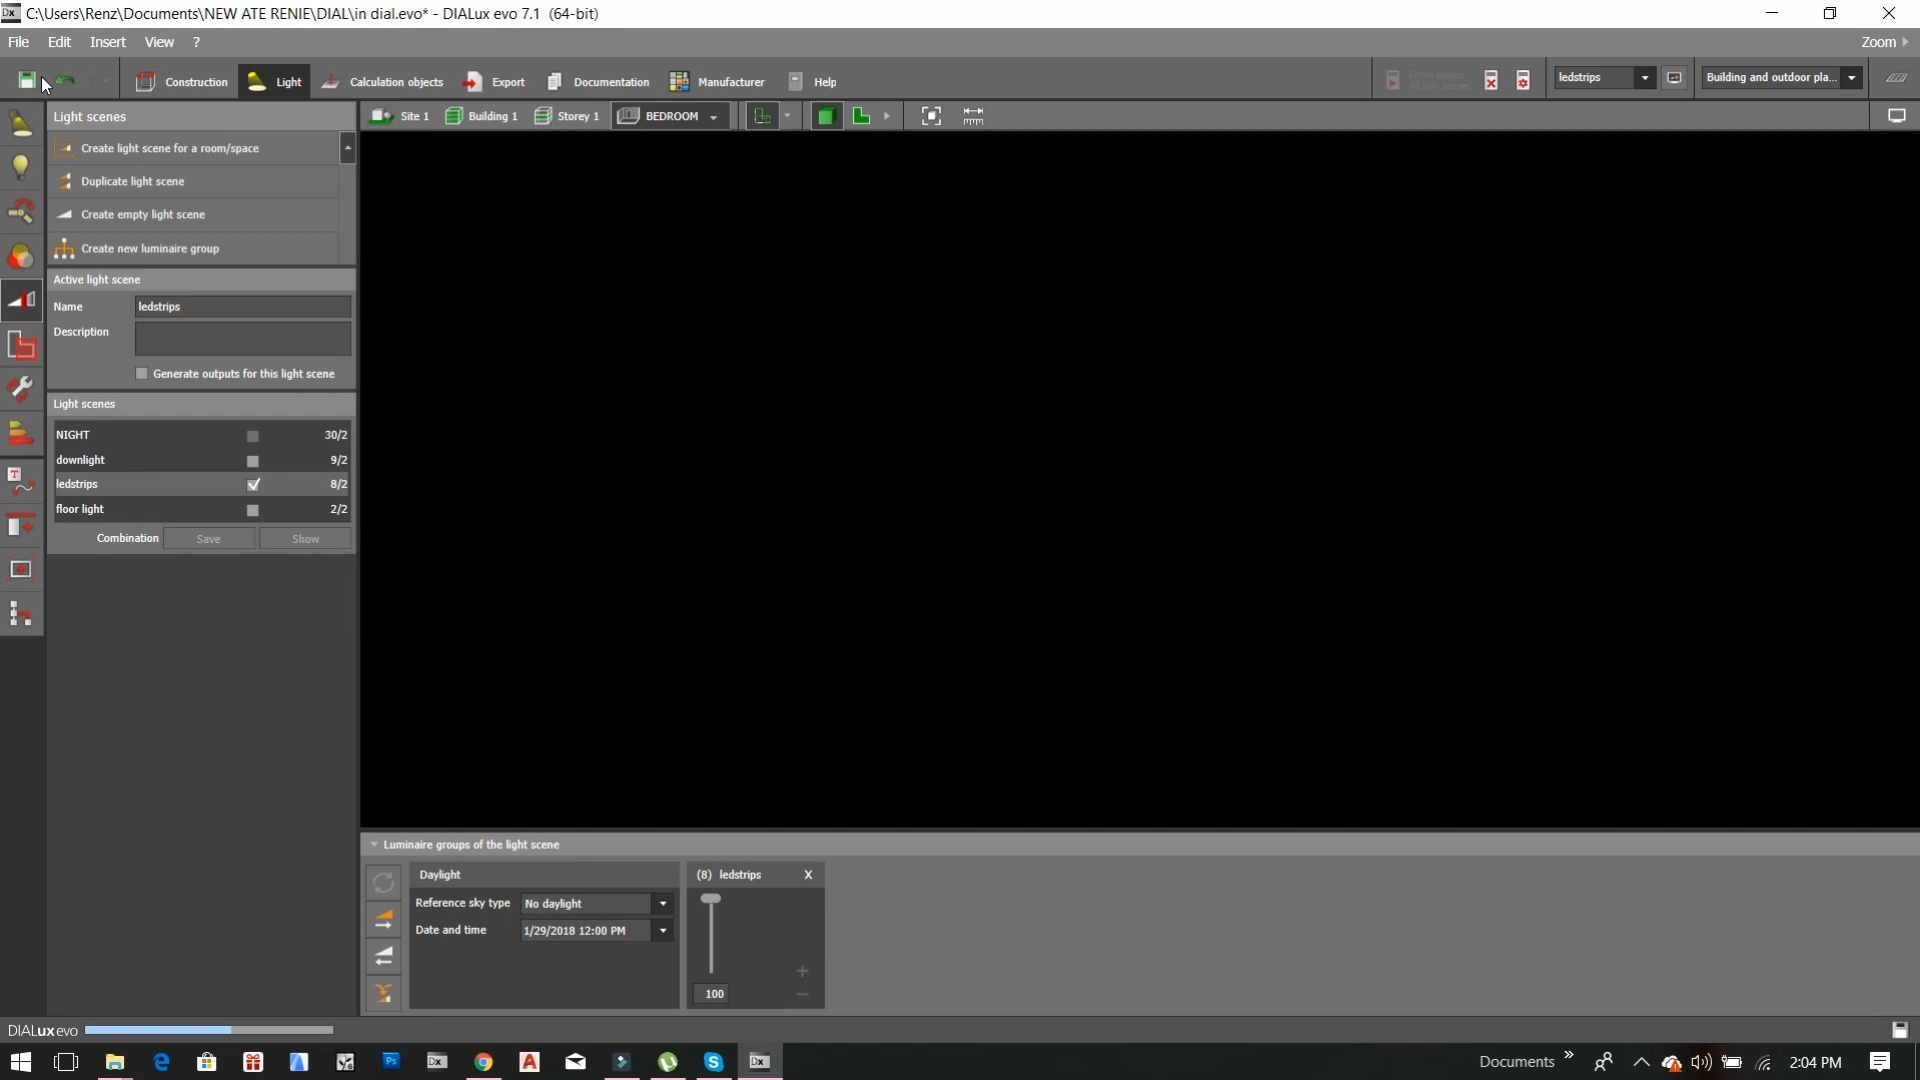 C:\Users\Renz\Documents\NEW ATE RENIE\DIAL\in dial.evo* - DIALux evo 7.1 (64-bit)
File Edit Insert View ? Zoom
Construction Light Calculation objects Export Documentation Manufacturer Help ledstrips Building and outdoor pla...
Light scenes Site 1 Building 1 Storey 1 BEDROOM
Create light scene for a room/space
Duplicate light scene
Create empty light scene
Create new luminaire group
Active light scene
Name ledstrips
Description
Generate outputs for this light scene
Light scenes
NIGHT 30/2
downlight 9/2
ledstrips 8/2
floor light 2/2
Combination Save Show
Luminaire groups of the light scene
Daylight (8) ledstrips X
Reference sky type No daylight
Date and time 1/29/2018 12:00 PM
100
DIALux evo
Documents » 2:04 PM